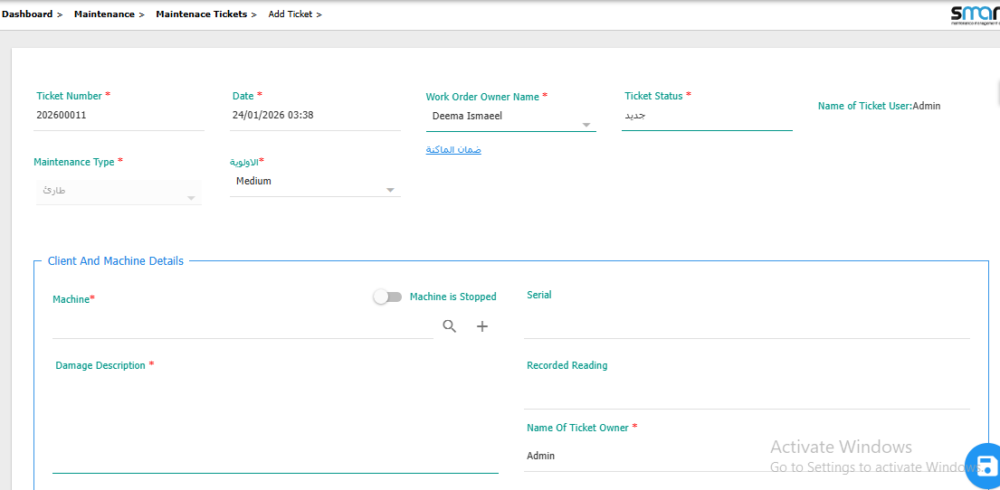 Dashboard > Maintenance > Maintenace Tickets > Add Ticket >
smar
Ticket Number *
202600011
Date *
24/01/2026 03:38
Work Order Owner Name *
Deema Ismaeel
ضمان الماكنة
Ticket Status *
جديد
Name of Ticket User:Admin
Maintenance Type *
طارئ
الاولوية*
Medium
Client And Machine Details
Machine*
Machine is Stopped
Serial
Damage Description *
Recorded Reading
Name Of Ticket Owner *
Admin
Activate Windows
Go to Settings to activate Windows.